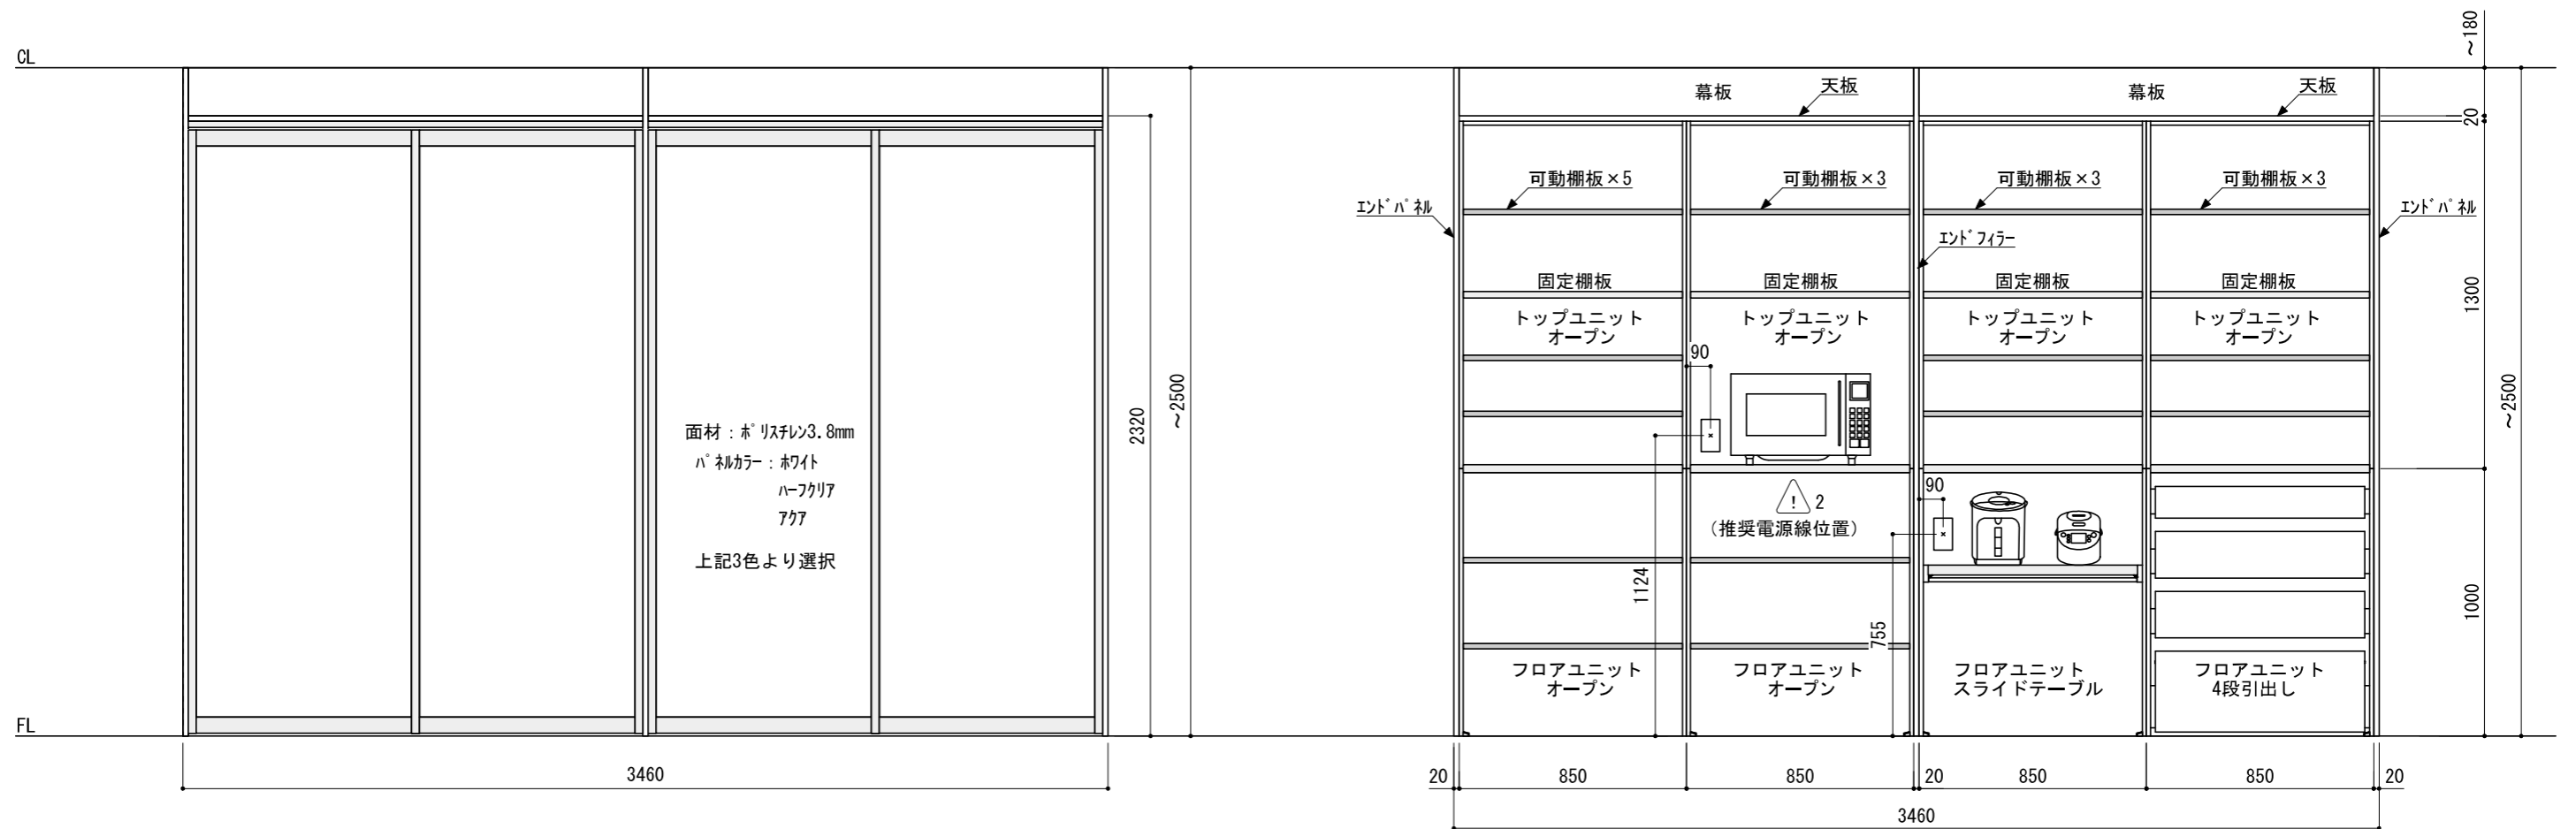 ~180
CL
幕板
天板
幕板
天板
20
可動棚板×5
可動棚板×3
可動棚板×3
可動棚板×3
エンドパネル
エンドパネル
エンドフィラー
固定棚板
固定棚板
固定棚板
固定棚板
1300
トップユニット
オープン
トップユニット
オープン
トップユニット
オープン
トップユニット
オープン
90
2320
~2500
~2500
面材:ポリスチレン3.8mm
パネルカラー:ホワイト
ハーフクリア
アクア
上記3色より選択
90
! 2
(推奨電源線位置)
1124
755
1000
フロアユニット
オープン
フロアユニット
オープン
フロアユニット
スライドテーブル
フロアユニット
4段引出し
FL
3460
20
850
850
20
850
850
20
3460